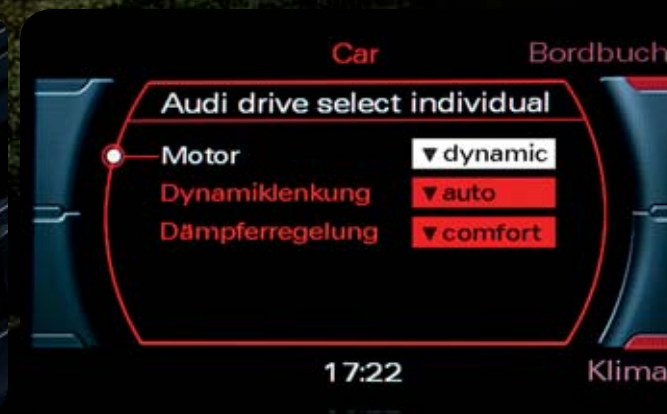 Car Bordbuch
Audi drive select individual
Motor ▼ dynamic
Dynamiklenkung ▼ auto
Dämpferregelung ▼ comfort
17:22 Klima